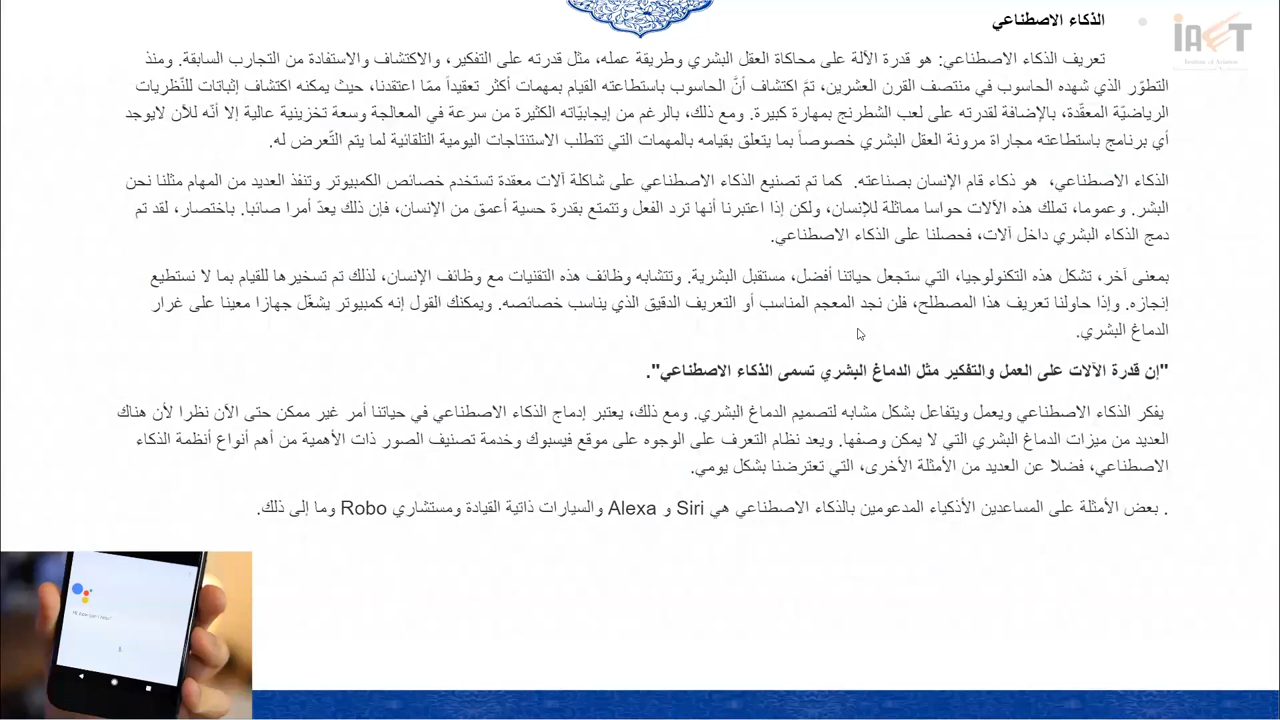 الذكاء الاصطناعي
IAET
Institute of Aviation
تعريف الذكاء الاصطناعي: هو قدرة الآلة على محاكاة العقل البشري وطريقة عمله، مثل قدرته على التفكير، والاكتشاف والاستفادة من التجارب السابقة. ومنذ
التطوّر الذي شهده الحاسوب في منتصف القرن العشرين، تمَّ اكتشاف أنَّ الحاسوب باستطاعته القيام بمهمات أكثر تعقيداً ممّا اعتقدنا، حيثُ يمكنه اكتشاف إثباتات للنّظريات
الرياضيّة المعقّدة، بالإضافة لقدرته على لعب الشطرنج بمهارة كبيرة. ومع ذلك، بالرغم من إيجابيّاته الكثيرة من سرعة في المعالجة وسعة تخزينية عالية إلا أنّه للآن لايوجد
أي برنامج باستطاعته مجاراة مرونة العقل البشري خصوصاً بما يتعلق بقيامه بالمهمات التي تتطلب الاستنتاجات اليومية التلقائية لما يتم التّعرض له.
الذكاء الاصطناعي، هو ذكاء قام الإنسان بصناعته. كما تم تصنيع الذكاء الاصطناعي على شاكلة آلات معقدة تستخدم خصائص الكمبيوتر وتنفذ العديد من المهام مثلنا نحن
البشر. وعموما، تملك هذه الآلات حواسا مماثلة للإنسان، ولكن إذا اعتبرنا أنها ترد الفعل وتتمتع بقدرة حسية أعمق من الإنسان، فإن ذلك يعدّ أمرا صائبا. باختصار، لقد تم
دمج الذكاء البشري داخل آلات، فحصلنا على الذكاء الاصطناعي.
بمعنى آخر، تشكل هذه التكنولوجيا، التي ستجعل حياتنا أفضل، مستقبل البشرية. وتتشابه وظائف هذه التقنيات مع وظائف الإنسان، لذلك تم تسخيرها للقيام بما لا نستطيع
إنجازه. وإذا حاولنا تعريف هذا المصطلح، فلن نجد المعجم المناسب أو التعريف الدقيق الذي يناسب خصائصه. ويمكنك القول إنه كمبيوتر يشغّل جهازا معينا على غرار
الدماغ البشري.
"إن قدرة الآلات على العمل والتفكير مثل الدماغ البشري تسمى الذكاء الاصطناعي".
يفكر الذكاء الاصطناعي ويعمل ويتفاعل بشكل مشابه لتصميم الدماغ البشري. ومع ذلك، يعتبر إدماج الذكاء الاصطناعي في حياتنا أمر غير ممكن حتى الآن نظرا لأن هناك
العديد من ميزات الدماغ البشري التي لا يمكن وصفها. ويعد نظام التعرف على الوجوه على موقع فيسبوك وخدمة تصنيف الصور ذات الأهمية من أهم أنواع أنظمة الذكاء
الاصطناعي، فضلا عن العديد من الأمثلة الأخرى، التي تعترضنا بشكل يومي.
. بعض الأمثلة على المساعدين الأذكياء المدعومين بالذكاء الاصطناعي هي Siri و Alexa والسيارات ذاتية القيادة ومستشاري Robo وما إلى ذلك.